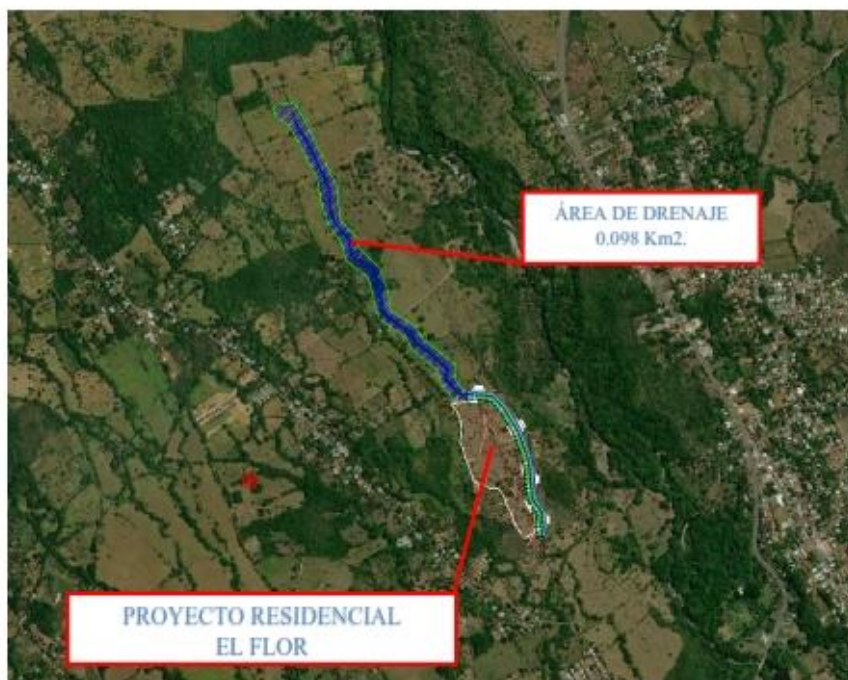 ÁREA DE DRENAJE
0.098 Km2.
PROYECTO RESIDENCIAL
EL FLOR